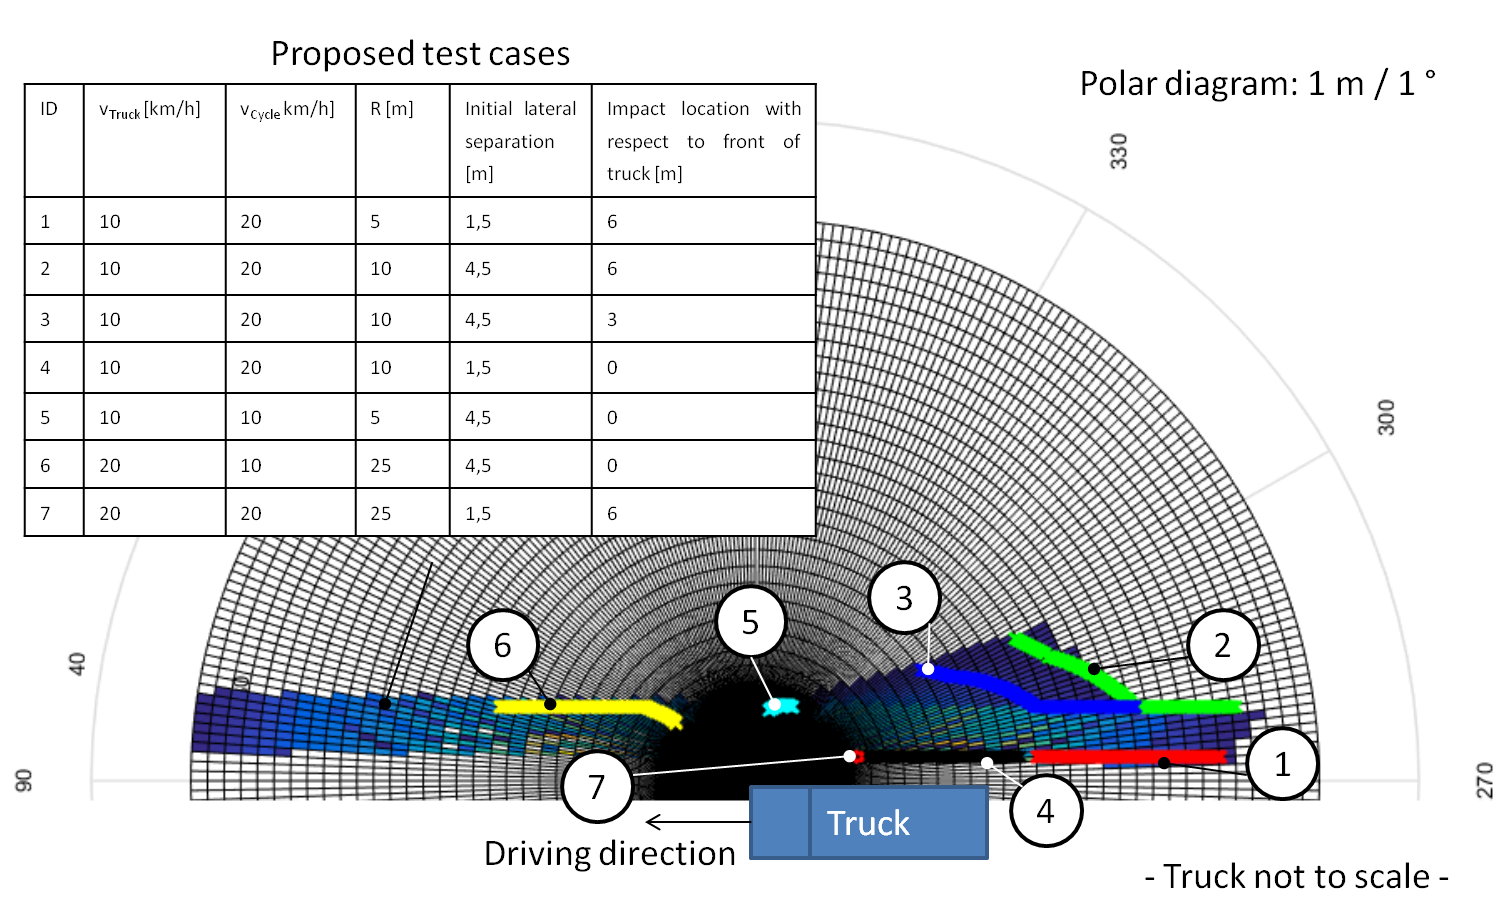 Proposed test cases
Polar diagram: 1 m / 1 °
ID vTruck [km/h] vCycle km/h] R [m] Initial lateral separation [m] Impact location with respect to front of truck [m]
1 10 20 5 1,5 6
2 10 20 10 4,5 6
3 10 20 10 4,5 3
4 10 20 10 1,5 0
5 10 10 5 4,5 0
6 20 10 25 4,5 0
7 20 20 25 1,5 6
330
300
270
40
90
3
5
6
2
1
7
4
Truck
Driving direction
- Truck not to scale -